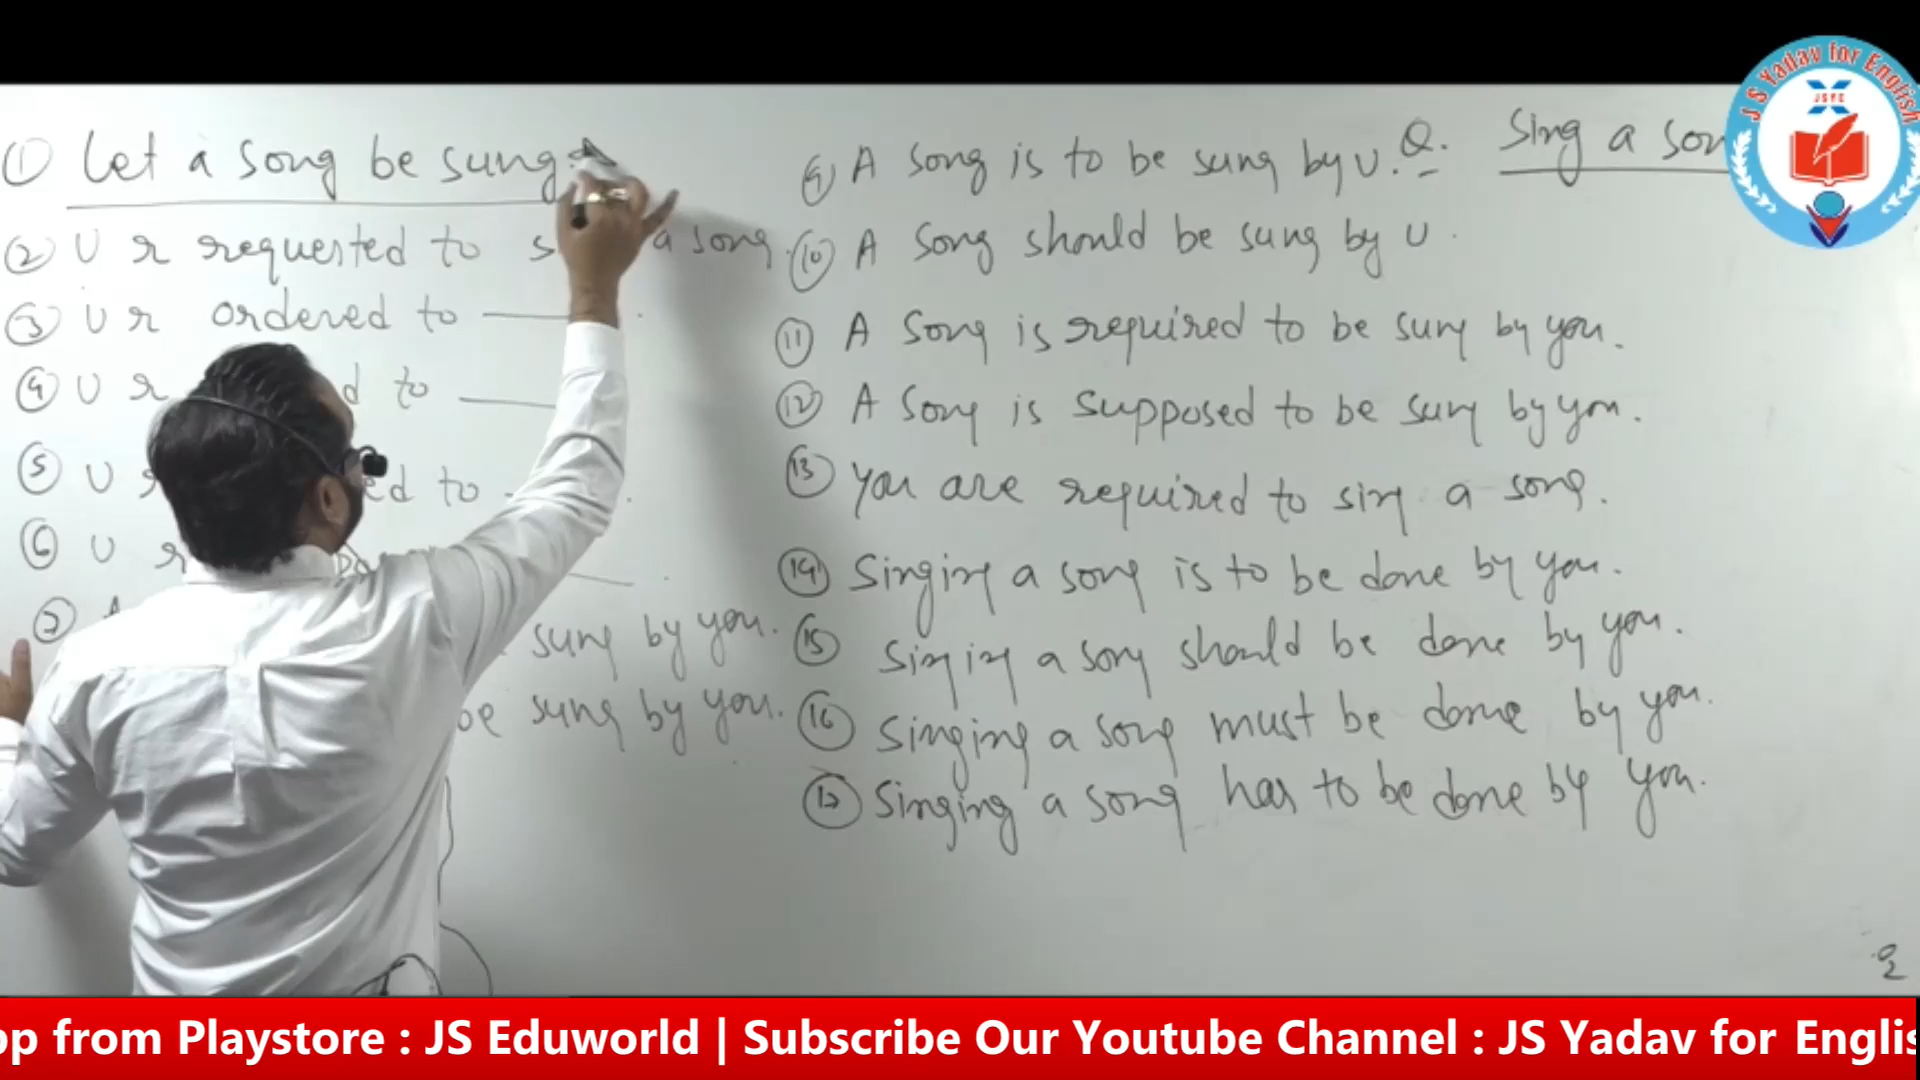 ① Let a song be sung
② U r requested to a song.
③ U r ordered to ———.
④ U r to ———
⑤ U to
⑥ U r
⑦ sung by you.
be sung by you.
⑨ A song is to be sung by U.
⑩ A song should be sung by U.
⑪ A song is required to be sung by you.
⑫ A song is supposed to be sung by you.
⑬ You are required to sing a song.
⑭ Singing a song is to be done by you.
⑮ Singing a song should be done by you.
⑯ Singing a song must be done by you.
⑰ Singing a song has to be done by you.
Q. Sing a son
J S Yadav for English
JSYE
pp from Playstore : JS Eduworld | Subscribe Our Youtube Channel : JS Yadav for Englis